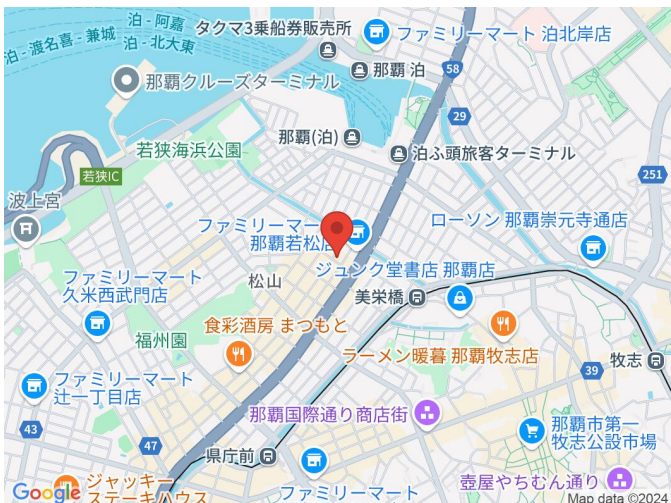 泊 - 阿嘉
泊 - 渡名喜 - 兼城
泊 - 北大東
タクマ3乗船券販売所
ファミリーマート 泊北岸店
那覇 泊
58
那覇クルーズターミナル
29
那覇(泊)
泊ふ頭旅客ターミナル
若狭海浜公園
若狭IC
251
波上宮
ファミリーマート
那覇若松店
ローソン 那覇崇元寺通店
ジュンク堂書店 那覇店
ファミリーマート
久米西武門店
松山
美栄橋
福州園
食彩酒房 まつもと
ラーメン暖暮 那覇牧志店
牧志
ファミリーマート
辻一丁目店
39
43
那覇国際通り商店街
那覇市第一
牧志公設市場
47
県庁前
壺屋やちむん通り
ジャッキー
ステーキハウス
ファミリーマート
Google
Map data ©2024